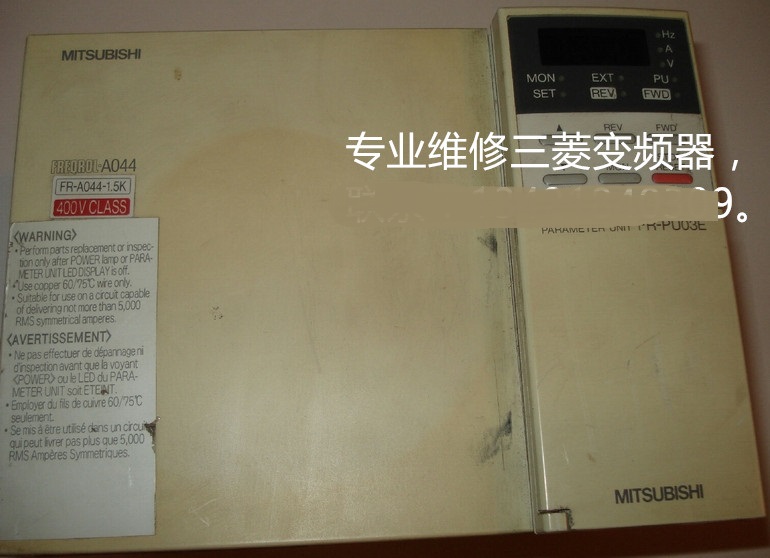 MITSUBISHI
FREQROL-A044
FR-A044-1.5K
400V CLASS
Hz
A
V
MON EXT PU
SET REV FWD
REV FWD
专业维修三菱变频器，
9。
PARAMETER UNIT FR-PU03E
〈WARNING〉
• Perform parts replacement or inspec-
tion only after POWER lamp or PARA-
METER UNIT LED DISPLAY is off.
• Use copper 60/75℃ wire only.
• Suitable for use on a circuit capable
of delivering not more than 5,000
RMS symmetrical amperes.
〈AVERTISSEMENT〉
• Ne pas effectuer de dépannage ni
d'inspection avant que la voyant
〈POWER〉 ou le LED du PARA-
METER UNIT soit ETEINT.
• Employer du fils de cuivre 60/75℃
seulement.
• Se mis à être utilisé dans un circuit
qui peut livrer pas plus que 5,000
RMS Ampères Symmetriques.
MITSUBISHI